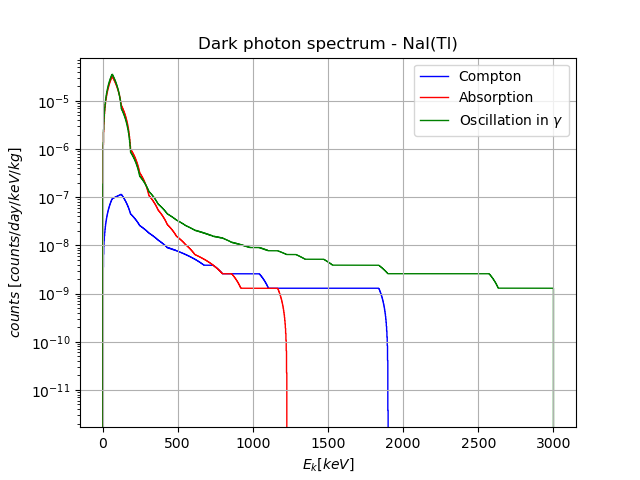 Dark photon spectrum - NaI(Tl)
Compton
Absorption
Oscillation in γ
10⁻⁵
10⁻⁶
10⁻⁷
10⁻⁸
10⁻⁹
10⁻¹⁰
10⁻¹¹
counts [counts/day/keV/kg]
0 500 1000 1500 2000 2500 3000
Eₖ[keV]